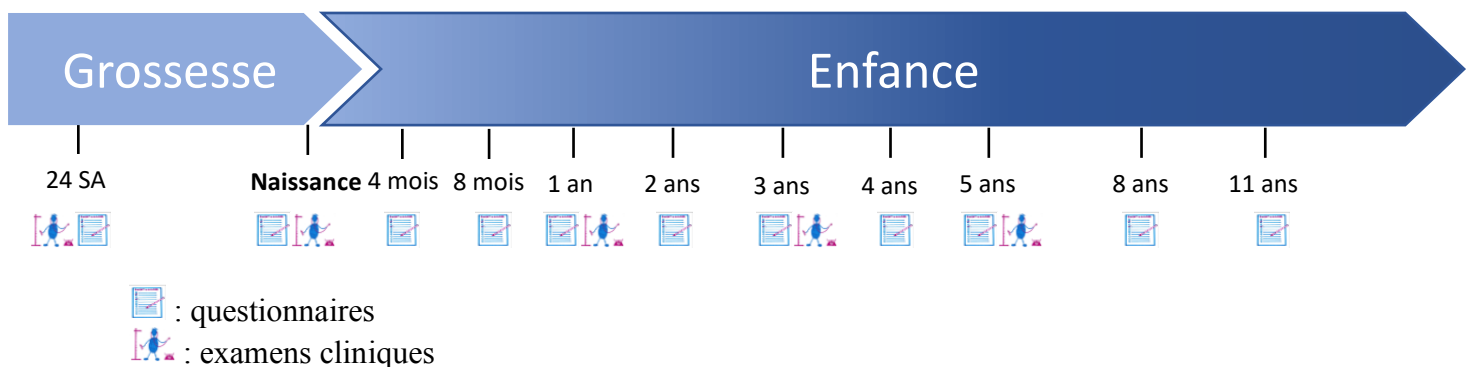 Grossesse
Enfance
24 SA
Naissance
4 mois
8 mois
1 an
2 ans
3 ans
4 ans
5 ans
8 ans
11 ans
: questionnaires
: examens cliniques